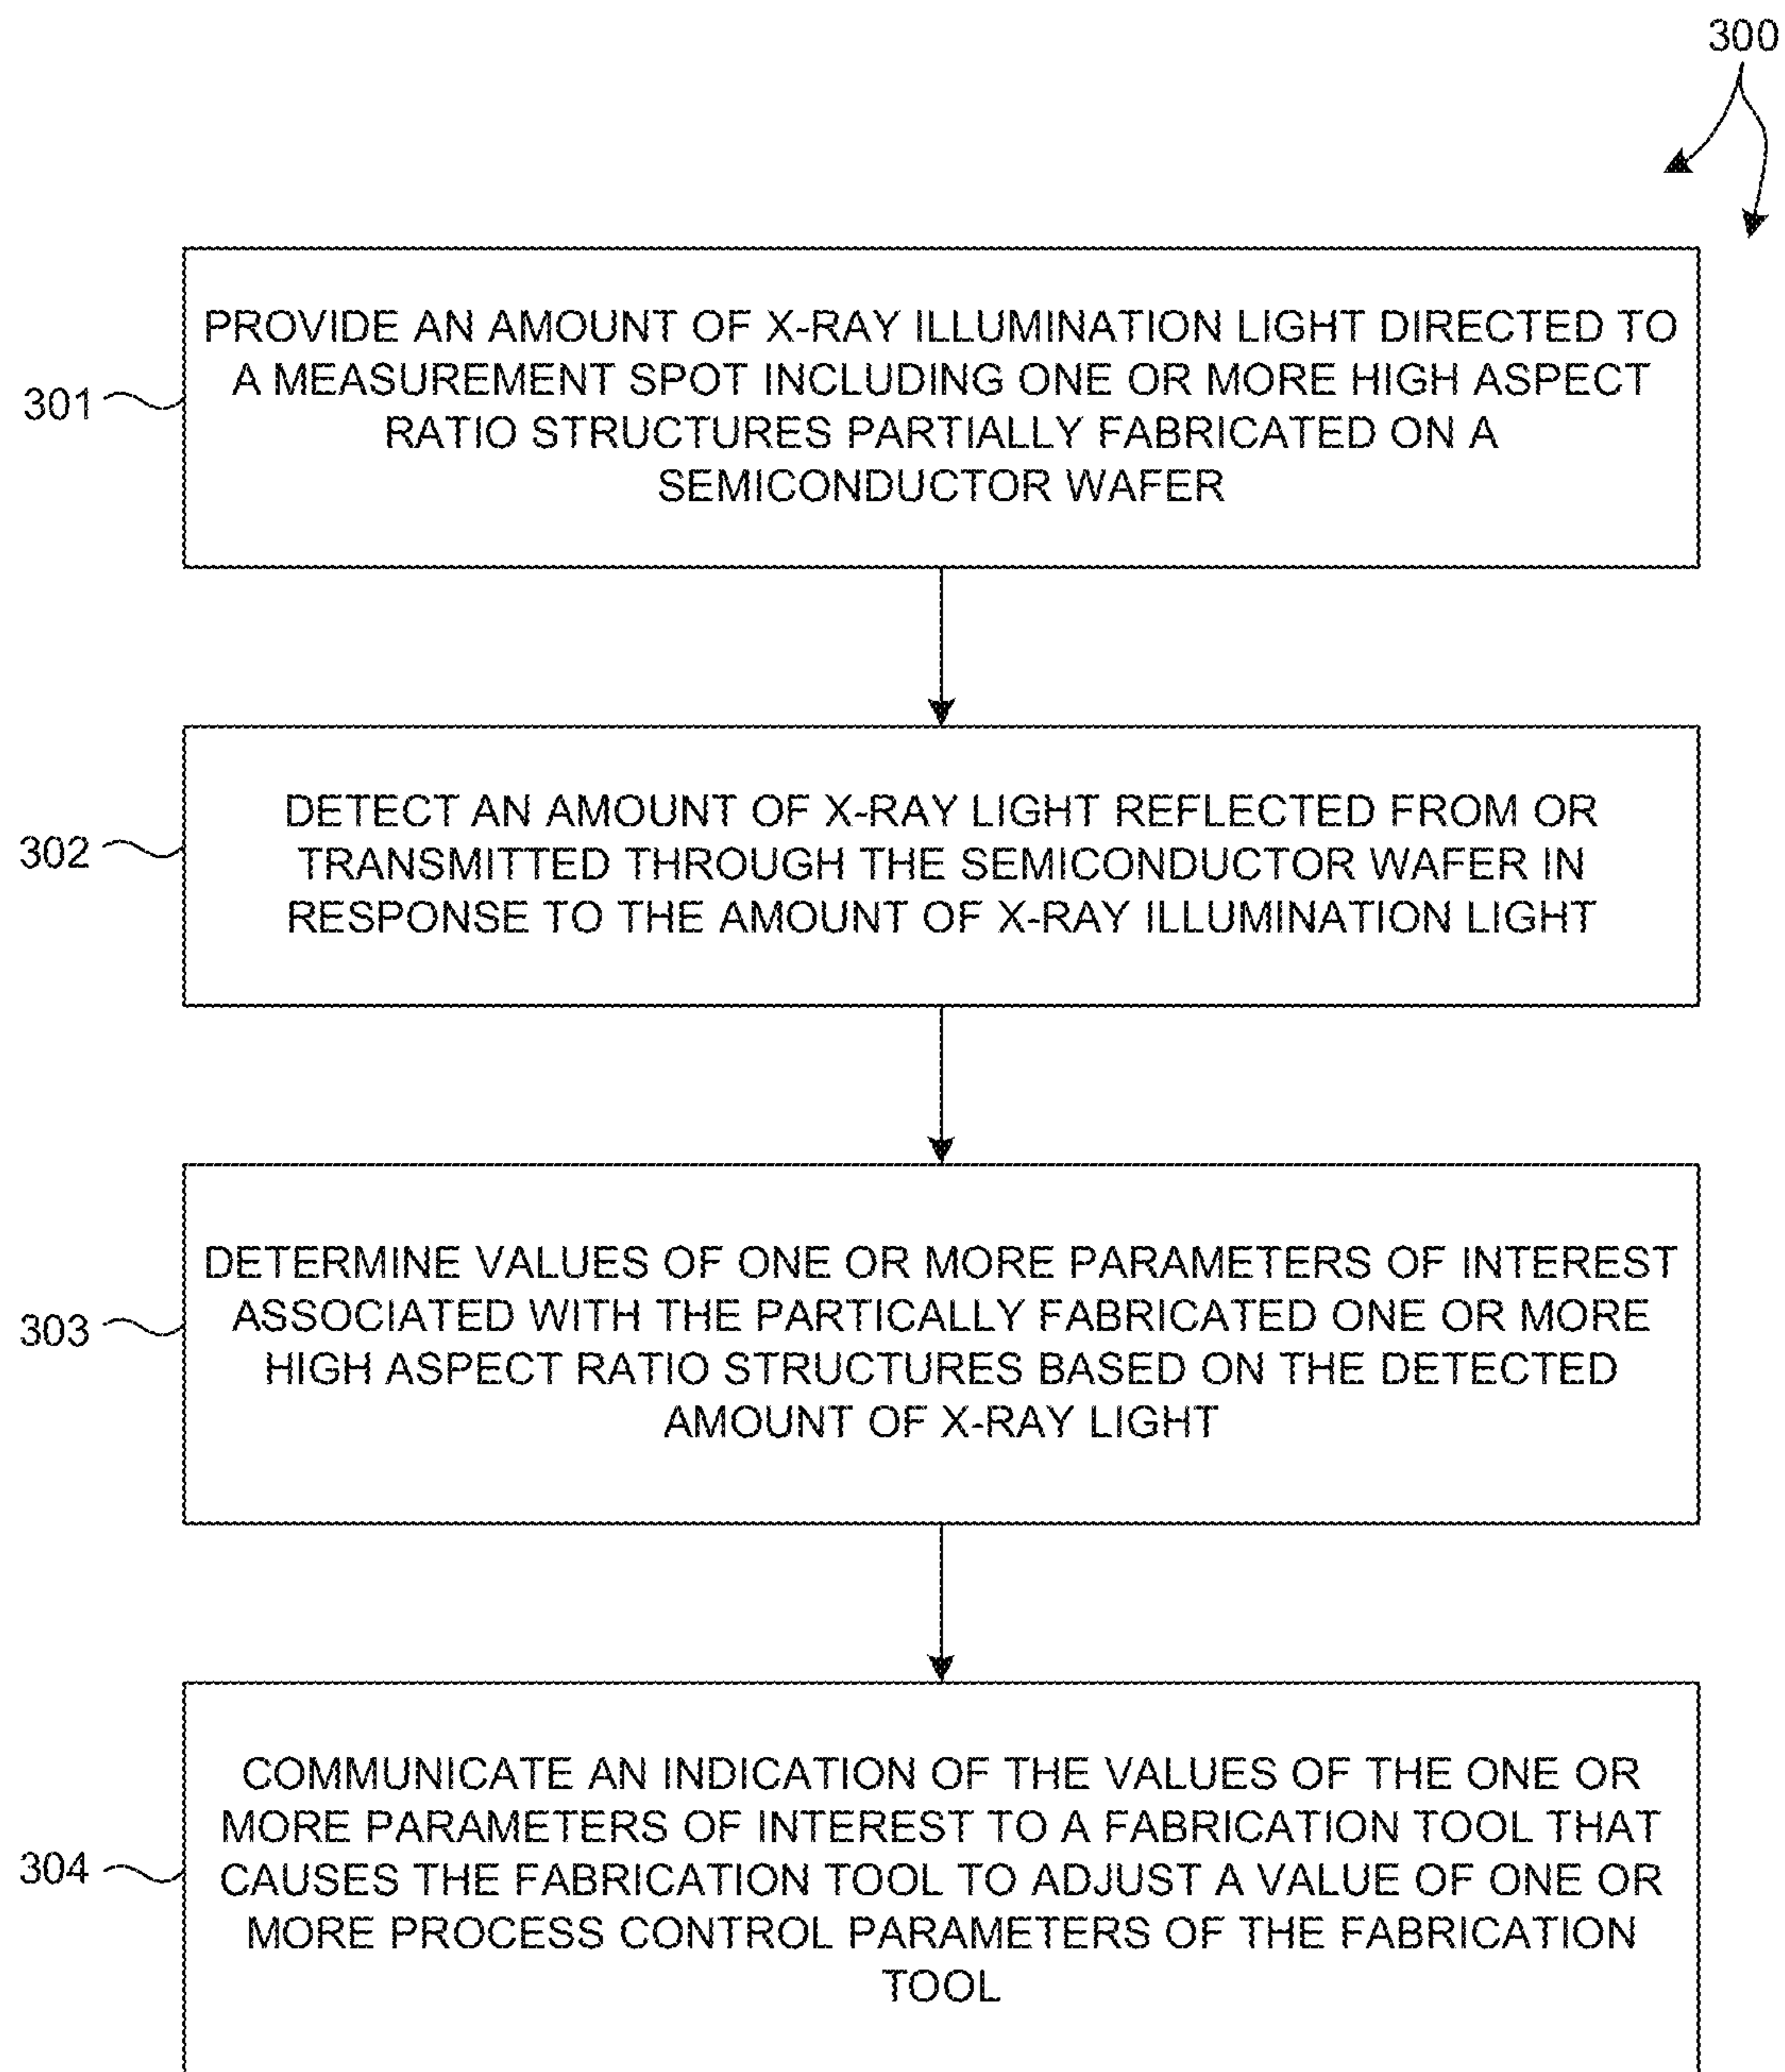 300
301
PROVIDE AN AMOUNT OF X-RAY ILLUMINATION LIGHT DIRECTED TO
A MEASUREMENT SPOT INCLUDING ONE OR MORE HIGH ASPECT
RATIO STRUCTURES PARTIALLY FABRICATED ON A
SEMICONDUCTOR WAFER
302
DETECT AN AMOUNT OF X-RAY LIGHT REFLECTED FROM OR
TRANSMITTED THROUGH THE SEMICONDUCTOR WAFER IN
RESPONSE TO THE AMOUNT OF X-RAY ILLUMINATION LIGHT
303
DETERMINE VALUES OF ONE OR MORE PARAMETERS OF INTEREST
ASSOCIATED WITH THE PARTICALLY FABRICATED ONE OR MORE
HIGH ASPECT RATIO STRUCTURES BASED ON THE DETECTED
AMOUNT OF X-RAY LIGHT
304
COMMUNICATE AN INDICATION OF THE VALUES OF THE ONE OR
MORE PARAMETERS OF INTEREST TO A FABRICATION TOOL THAT
CAUSES THE FABRICATION TOOL TO ADJUST A VALUE OF ONE OR
MORE PROCESS CONTROL PARAMETERS OF THE FABRICATION
TOOL